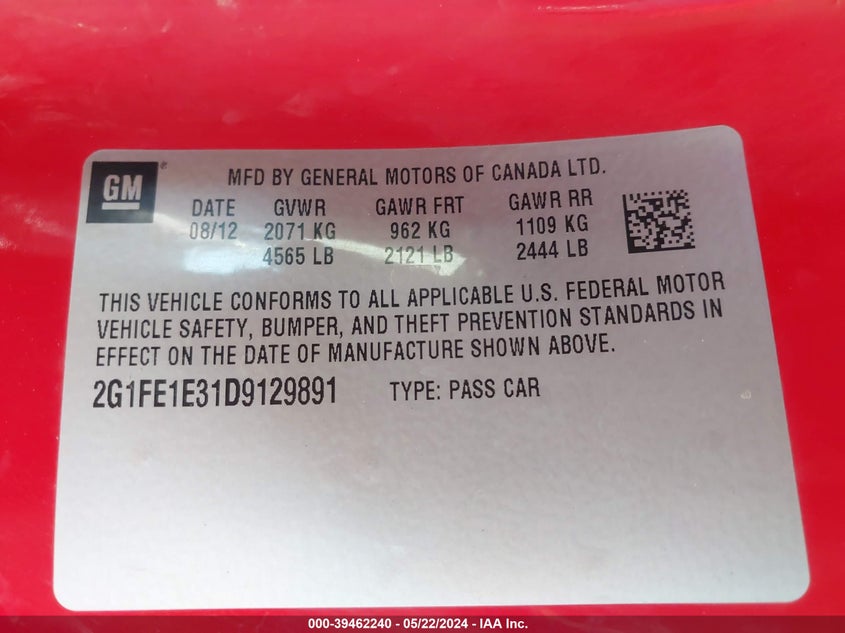 GM
MFD BY GENERAL MOTORS OF CANADA LTD.
DATE GVWR GAWR FRT GAWR RR
08/12 2071 KG 962 KG 1109 KG
4565 LB 2121 LB 2444 LB
THIS VEHICLE CONFORMS TO ALL APPLICABLE U.S. FEDERAL MOTOR
VEHICLE SAFETY, BUMPER, AND THEFT PREVENTION STANDARDS IN
EFFECT ON THE DATE OF MANUFACTURE SHOWN ABOVE.
2G1FE1E31D9129891 TYPE: PASS CAR
000-39462240 - 05/22/2024 - IAA Inc.